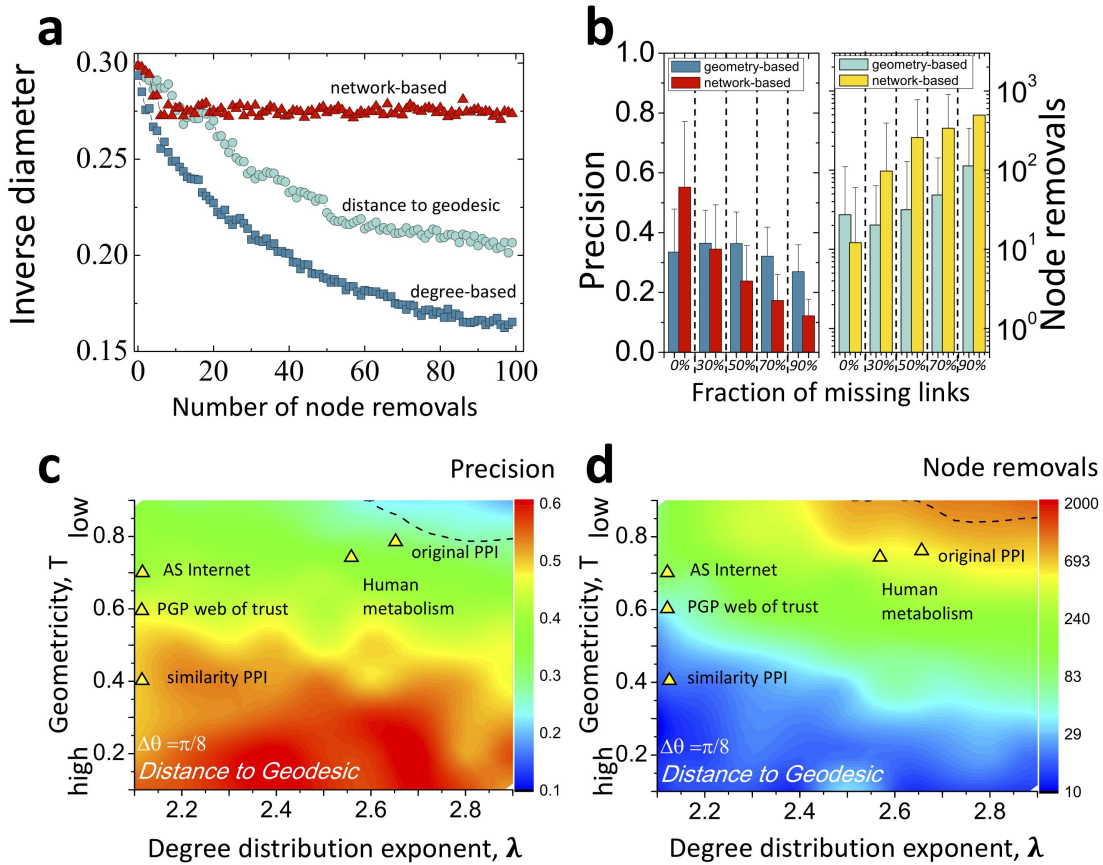 a
Inverse diameter
0.30
0.25
0.20
0.15
network-based
distance to geodesic
degree-based
0
20
40
60
80
100
Number of node removals
b
Precision
1.0
0.8
0.6
0.4
0.2
0.0
geometry-based
network-based
geometry-based
network-based
10³
10²
10¹
10⁰
Node removals
0%
30%
50%
70%
90%
0%
30%
50%
70%
90%
Fraction of missing links
c
Precision
Geometricity, T
low
high
0.8
0.6
0.4
0.2
original PPI
AS Internet
Human
metabolism
PGP web of trust
similarity PPI
Δθ =π/8
Distance to Geodesic
0.6
0.5
0.4
0.3
0.2
0.1
2.2
2.4
2.6
2.8
Degree distribution exponent, λ
d
Node removals
Geometricity, T
low
high
0.8
0.6
0.4
0.2
original PPI
AS Internet
Human
metabolism
PGP web of trust
similarity PPI
Δθ =π/8
Distance to Geodesic
2000
693
240
83
29
10
2.2
2.4
2.6
2.8
Degree distribution exponent, λ